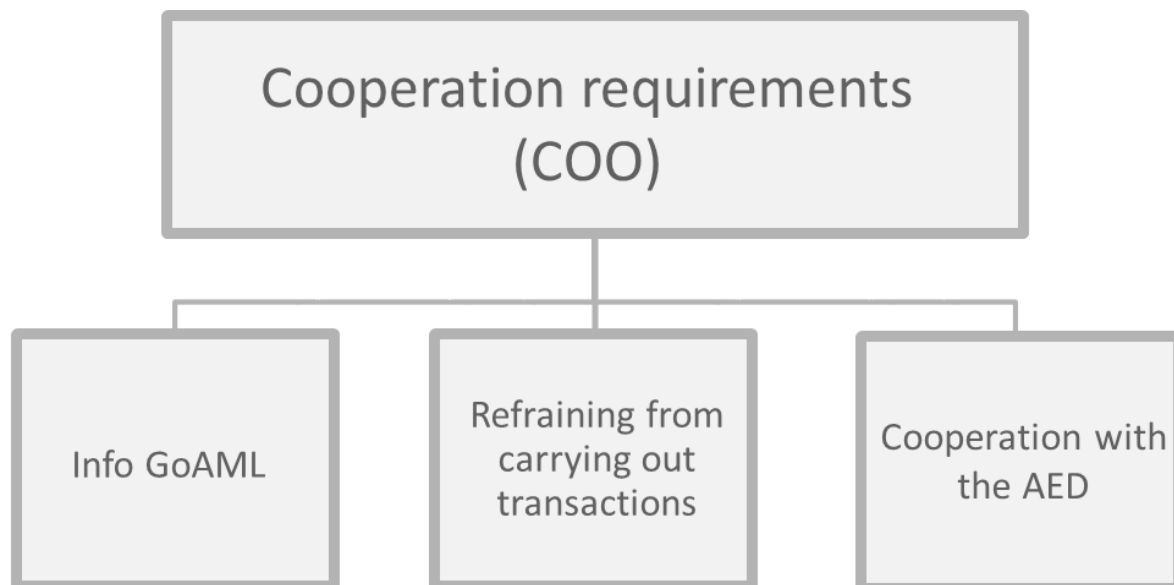 Cooperation requirements
(COO)
Info GoAML
Refraining from
carrying out
transactions
Cooperation with
the AED